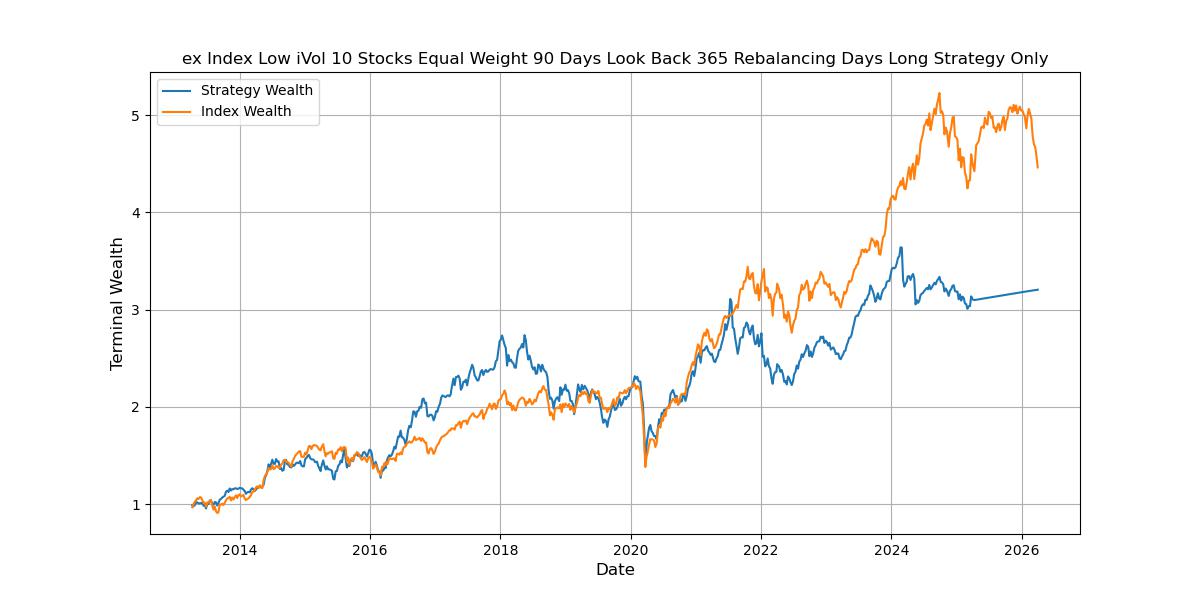 ex Index Low iVol 10 Stocks Equal Weight 90 Days Look Back 365 Rebalancing Days Long Strategy Only
Strategy Wealth
Index Wealth
Terminal Wealth
5
4
3
2
1
2014 2016 2018 2020 2022 2024 2026
Date